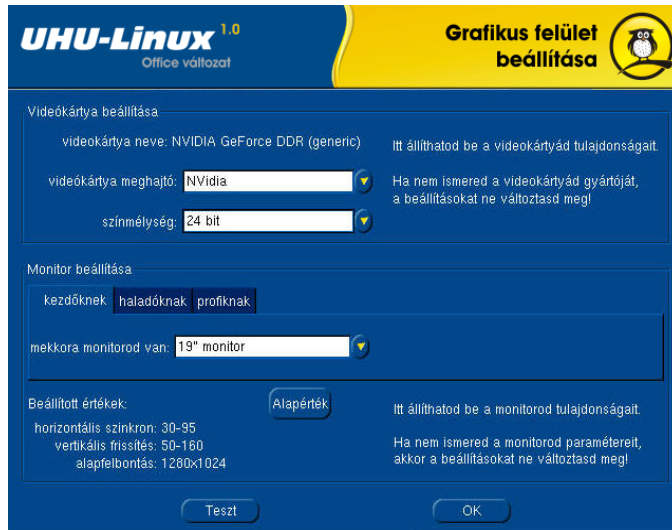 UHU-Linux 1.0
Office változat
Grafikus felület
beállítása
Videókártya beállítása
videokártya neve: NVIDIA GeForce DDR (generic)
videókártya meghajtó: NVidia
színmélység: 24 bit
Itt állíthatod be a videokártyád tulajdonságait.
Ha nem ismered a videokártyád gyártóját,
a beállításokat ne változtasd meg!
Monitor beállítása
kezdőknek haladóknak profiknak
mekkora monitorod van: 19" monitor
Beállított értékek:
Alapérték
horizontális szinkron: 30-95
vertikális frissítés: 50-160
alapfelbontás: 1280x1024
Itt állíthatod be a monitorod tulajdonságait.
Ha nem ismered a monitorod paramétereit,
akkor a beállításokat ne változtasd meg!
Teszt
OK